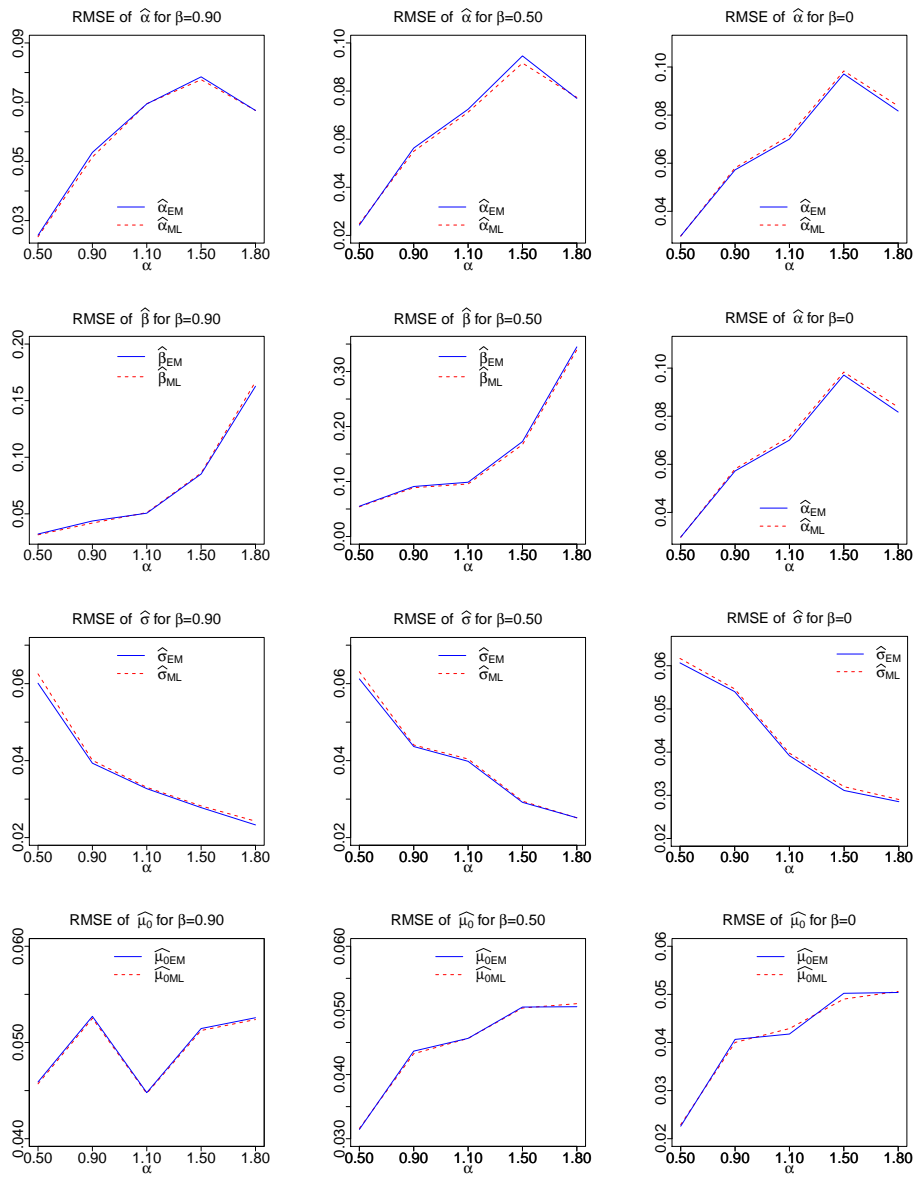 RMSE of α̂ for β=0.90
0.03 0.05 0.07 0.09
α̂EM
α̂ML
0.50 0.90 1.10 1.50 1.80
α
RMSE of α̂ for β=0.50
0.02 0.04 0.06 0.08 0.10
α̂EM
α̂ML
0.50 0.90 1.10 1.50 1.80
α
RMSE of α̂ for β=0
0.04 0.06 0.08 0.10
α̂EM
α̂ML
0.50 0.90 1.10 1.50 1.80
α
RMSE of β̂ for β=0.90
0.05 0.10 0.15 0.20
β̂EM
β̂ML
0.50 0.90 1.10 1.50 1.80
α
RMSE of β̂ for β=0.50
0.00 0.10 0.20 0.30
β̂EM
β̂ML
0.50 0.90 1.10 1.50 1.80
α
RMSE of α̂ for β=0
0.04 0.06 0.08 0.10
α̂EM
α̂ML
0.50 0.90 1.10 1.50 1.80
α
RMSE of σ̂ for β=0.90
0.02 0.04 0.06
σ̂EM
σ̂ML
0.50 0.90 1.10 1.50 1.80
α
RMSE of σ̂ for β=0.50
0.02 0.04 0.06
σ̂EM
σ̂ML
0.50 0.90 1.10 1.50 1.80
α
RMSE of σ̂ for β=0
0.02 0.03 0.04 0.05 0.06
σ̂EM
σ̂ML
0.50 0.90 1.10 1.50 1.80
α
RMSE of μ̂0 for β=0.90
0.040 0.050 0.060
μ̂0EM
μ̂0ML
0.50 0.90 1.10 1.50 1.80
α
RMSE of μ̂0 for β=0.50
0.030 0.040 0.050 0.060
μ̂0EM
μ̂0ML
0.50 0.90 1.10 1.50 1.80
α
RMSE of μ̂0 for β=0
0.02 0.03 0.04 0.05 0.06
μ̂0EM
μ̂0ML
0.50 0.90 1.10 1.50 1.80
α